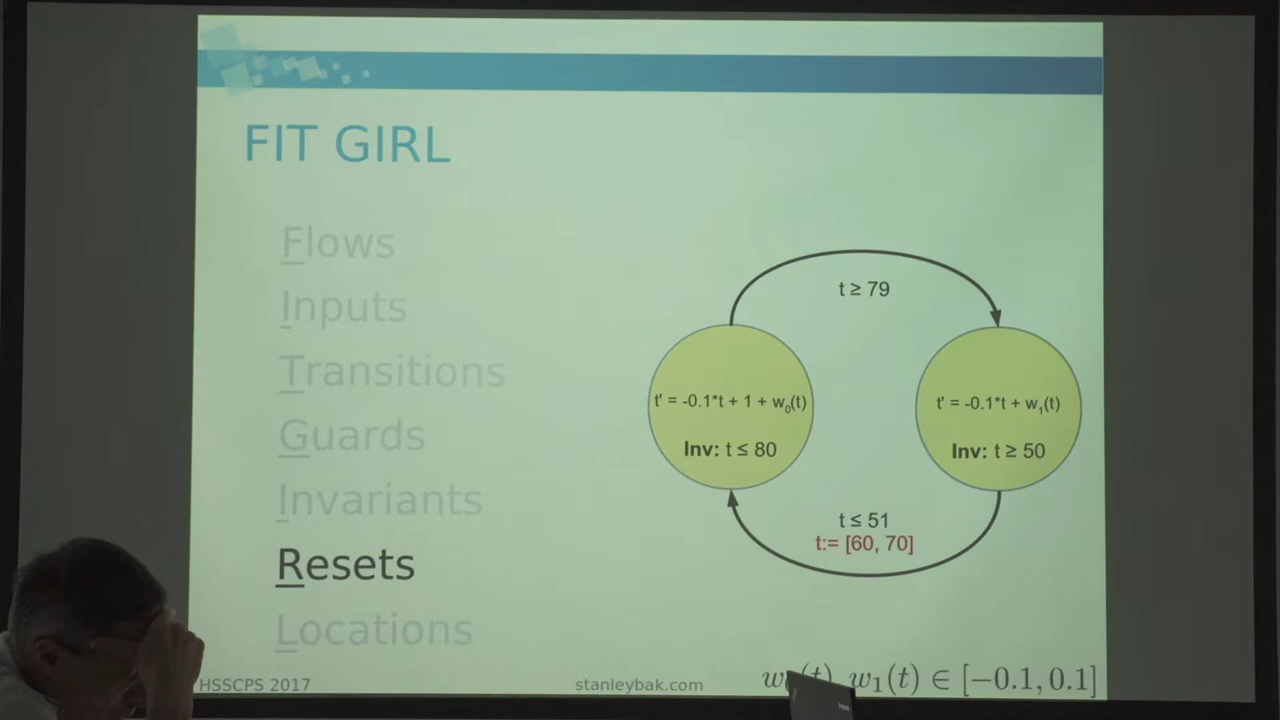 FIT GIRL
Flows
Inputs
Transitions
Guards
Invariants
Resets
Locations
t ≥ 79
t' = -0.1*t + 1 + w₀(t)
Inv: t ≤ 80
t' = -0.1*t + w₁(t)
Inv: t ≥ 50
t ≤ 51
t:= [60, 70]
HSSCPS 2017
stanleybak.com
w₁(t) ∈ [−0.1, 0.1]